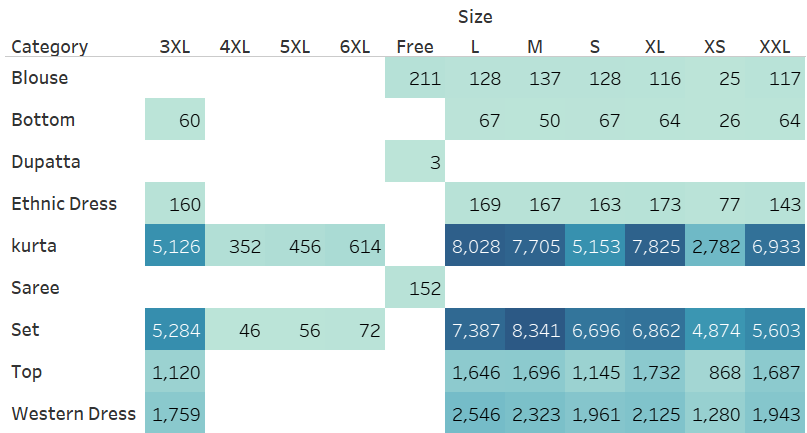 Size
Category 3XL 4XL 5XL 6XL Free L M S XL XS XXL
Blouse 211 128 137 128 116 25 117
Bottom 60 67 50 67 64 26 64
Dupatta 3
Ethnic Dress 160 169 167 163 173 77 143
kurta 5,126 352 456 614 8,028 7,705 5,153 7,825 2,782 6,933
Saree 152
Set 5,284 46 56 72 7,387 8,341 6,696 6,862 4,874 5,603
Top 1,120 1,646 1,696 1,145 1,732 868 1,687
Western Dress 1,759 2,546 2,323 1,961 2,125 1,280 1,943